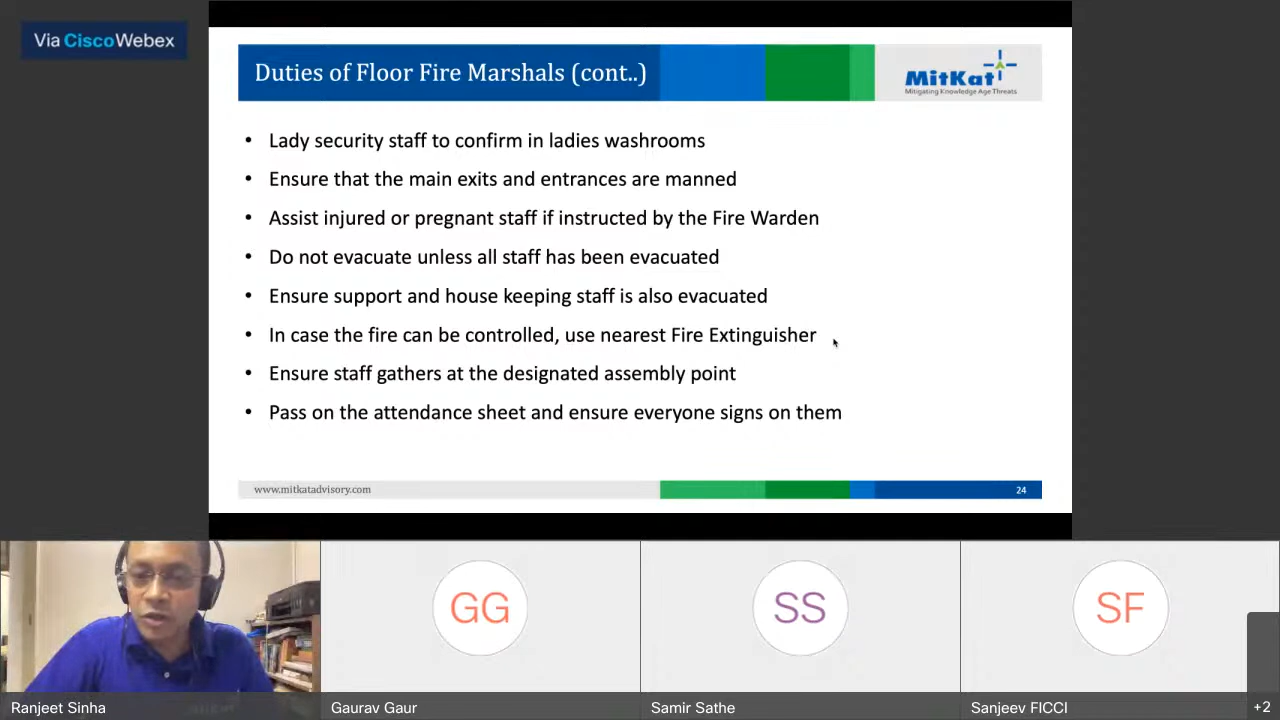 Via Cisco Webex
Duties of Floor Fire Marshals (cont..)
MitKat
Mitigating Knowledge Age Threats
• Lady security staff to confirm in ladies washrooms
• Ensure that the main exits and entrances are manned
• Assist injured or pregnant staff if instructed by the Fire Warden
• Do not evacuate unless all staff has been evacuated
• Ensure support and house keeping staff is also evacuated
• In case the fire can be controlled, use nearest Fire Extinguisher
• Ensure staff gathers at the designated assembly point
• Pass on the attendance sheet and ensure everyone signs on them
www.mitkatadvisory.com
24
GG
SS
SF
Ranjeet Sinha
Gaurav Gaur
Samir Sathe
Sanjeev FICCI
+2